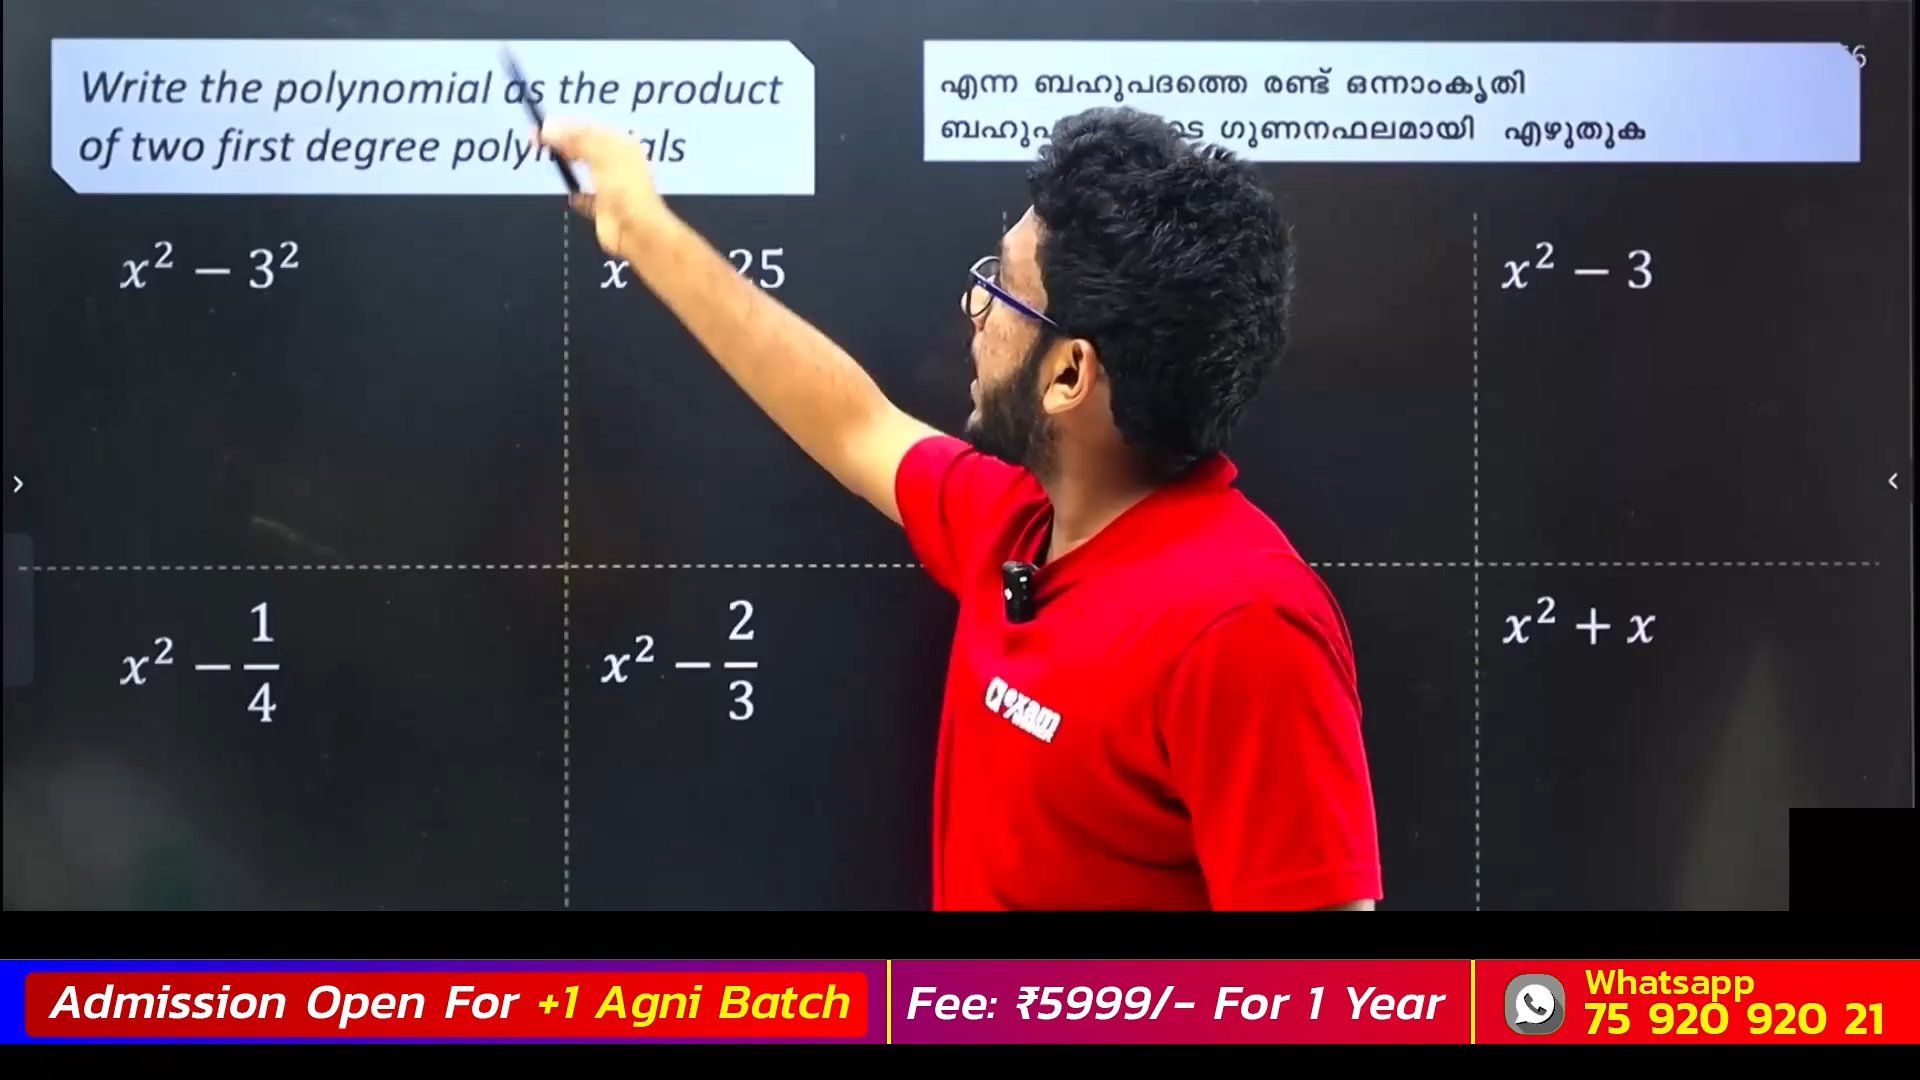 Write the polynomial as the product
of two first degree
എന്ന ബഹുപദത്തെ രണ്ട് ഒന്നാംകൃതി
ഗുണനഫലമായി എഴുതുക
x² − 3²
x 25
x² − 3
x² − 1/4
x² − 2/3
x² + x
exam
Admission Open For +1 Agni Batch
Fee: ₹5999/- For 1 Year
Whatsapp
75 920 920 21